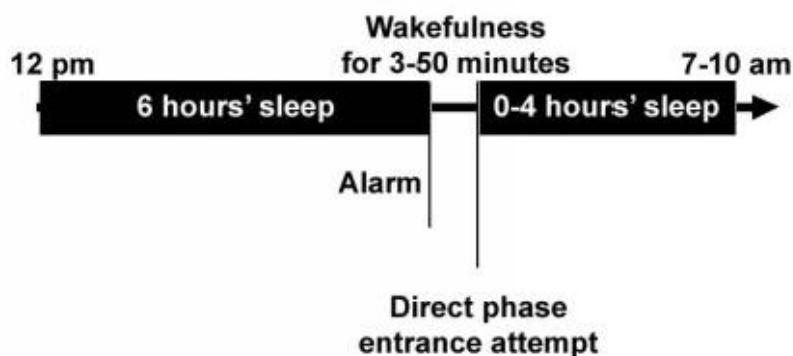 Wakefulness
for 3-50 minutes
12 pm
7-10 am
6 hours’ sleep
0-4 hours’ sleep
Alarm
Direct phase
entrance attempt